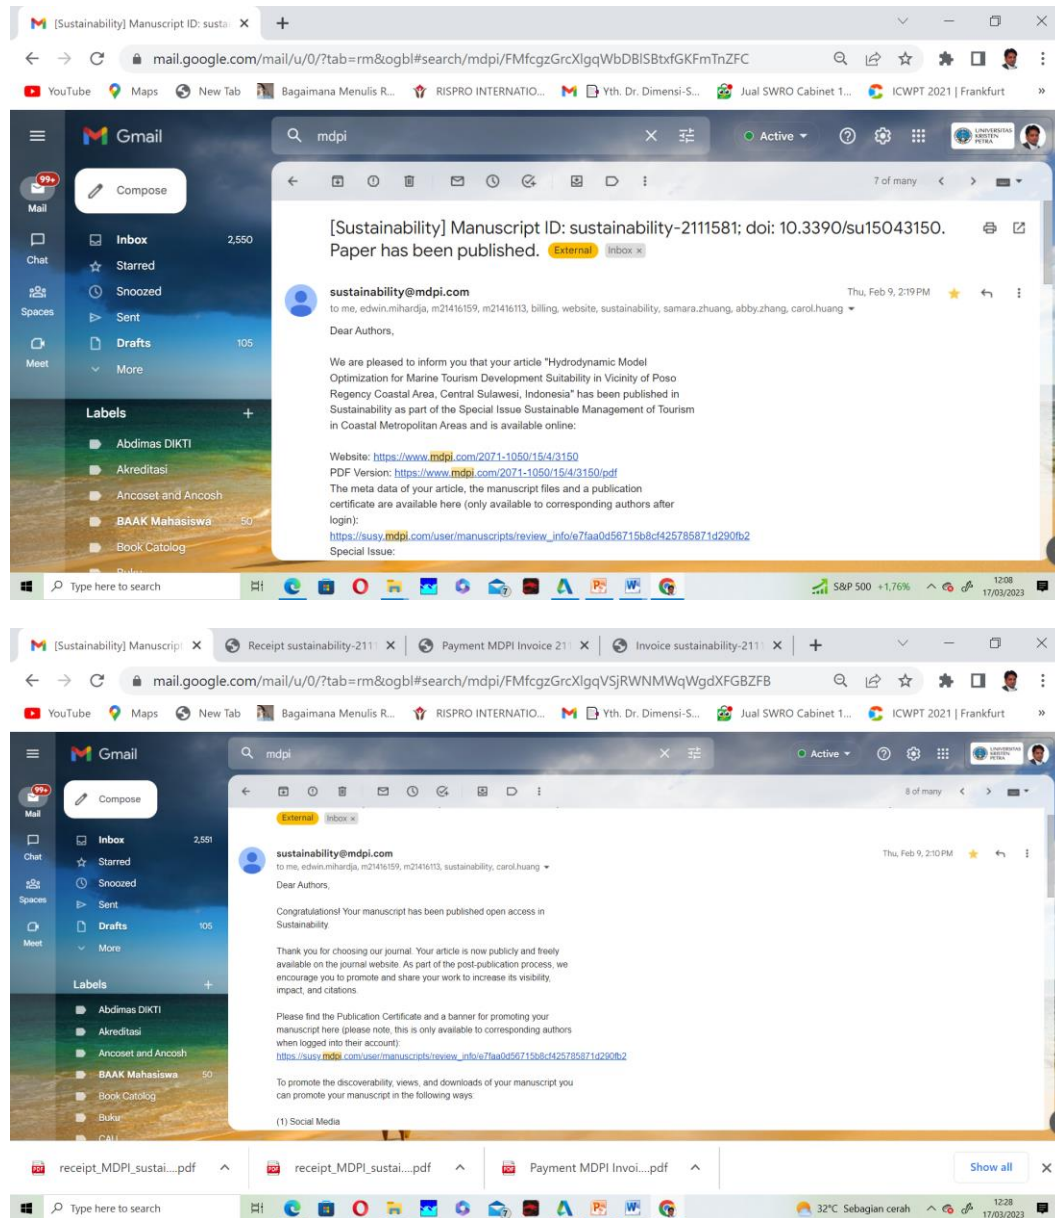 [Sustainability] Manuscript ID: susta
mail.google.com/mail/u/0/?tab=rm&ogbl#search/mdpi/FMfcgzGrcXlgqWbDBlSBtxfGKFmTnZFC
YouTube Maps New Tab Bagaimana Menulis R... RISPRO INTERNATIO... Yth. Dr. Dimensi-S... Jual SWRO Cabinet 1... ICWPT 2021 | Frankfurt »
Gmail
mdpi
Active
UNIVERSITAS KRISTEN PETRA
99+
Mail
Chat
Spaces
Meet
Compose
Inbox 2,550
Starred
Snoozed
Sent
Drafts 105
More
Labels +
Abdimas DIKTI
Akreditasi
Ancoset and Ancosh
BAAK Mahasiswa 50
Book Catolog
Buku
7 of many
[Sustainability] Manuscript ID: sustainability-2111581; doi: 10.3390/su15043150.
Paper has been published. External Inbox ×
sustainability@mdpi.com Thu, Feb 9, 2:19 PM
to me, edwin.mihardja, m21416159, m21416113, billing, website, sustainability, samara.zhuang, abby.zhang, carol.huang
Dear Authors,
We are pleased to inform you that your article "Hydrodynamic Model
Optimization for Marine Tourism Development Suitability in Vicinity of Poso
Regency Coastal Area, Central Sulawesi, Indonesia" has been published in
Sustainability as part of the Special Issue Sustainable Management of Tourism
in Coastal Metropolitan Areas and is available online:
Website: https://www.mdpi.com/2071-1050/15/4/3150
PDF Version: https://www.mdpi.com/2071-1050/15/4/3150/pdf
The meta data of your article, the manuscript files and a publication
certificate are available here (only available to corresponding authors after
login):
https://susy.mdpi.com/user/manuscripts/review_info/e7faa0d56715b8cf425785871d290fb2
Special Issue:
Type here to search
S&P 500 +1,76%
12:08
17/03/2023
[Sustainability] Manuscrip Receipt sustainability-211 Payment MDPI Invoice 21 Invoice sustainability-211
mail.google.com/mail/u/0/?tab=rm&ogbl#search/mdpi/FMfcgzGrcXlgqVSjRWNMWqWgdXFGBZFB
YouTube Maps New Tab Bagaimana Menulis R... RISPRO INTERNATIO... Yth. Dr. Dimensi-S... Jual SWRO Cabinet 1... ICWPT 2021 | Frankfurt »
Gmail
mdpi
Active
UNIVERSITAS KRISTEN PETRA
99+
Mail
Chat
Spaces
Meet
Compose
Inbox 2,551
Starred
Snoozed
Sent
Drafts 105
More
Labels +
Abdimas DIKTI
Akreditasi
Ancoset and Ancosh
BAAK Mahasiswa 50
Book Catolog
Buku
CALL
8 of many
External Inbox ×
sustainability@mdpi.com Thu, Feb 9, 2:10 PM
to me, edwin.mihardja, m21416159, m21416113, sustainability, carol.huang
Dear Authors,
Congratulations! Your manuscript has been published open access in
Sustainability.
Thank you for choosing our journal. Your article is now publicly and freely
available on the journal website. As part of the post-publication process, we
encourage you to promote and share your work to increase its visibility,
impact, and citations.
Please find the Publication Certificate and a banner for promoting your
manuscript here (please note, this is only available to corresponding authors
when logged into their account):
https://susy.mdpi.com/user/manuscripts/review_info/e7faa0d56715b8cf425785871d290fb2
To promote the discoverability, views, and downloads of your manuscript you
can promote your manuscript in the following ways:
(1) Social Media
receipt_MDPI_sustai....pdf receipt_MDPI_sustai....pdf Payment MDPI Invoi....pdf Show all
Type here to search
32°C Sebagian cerah
12:28
17/03/2023